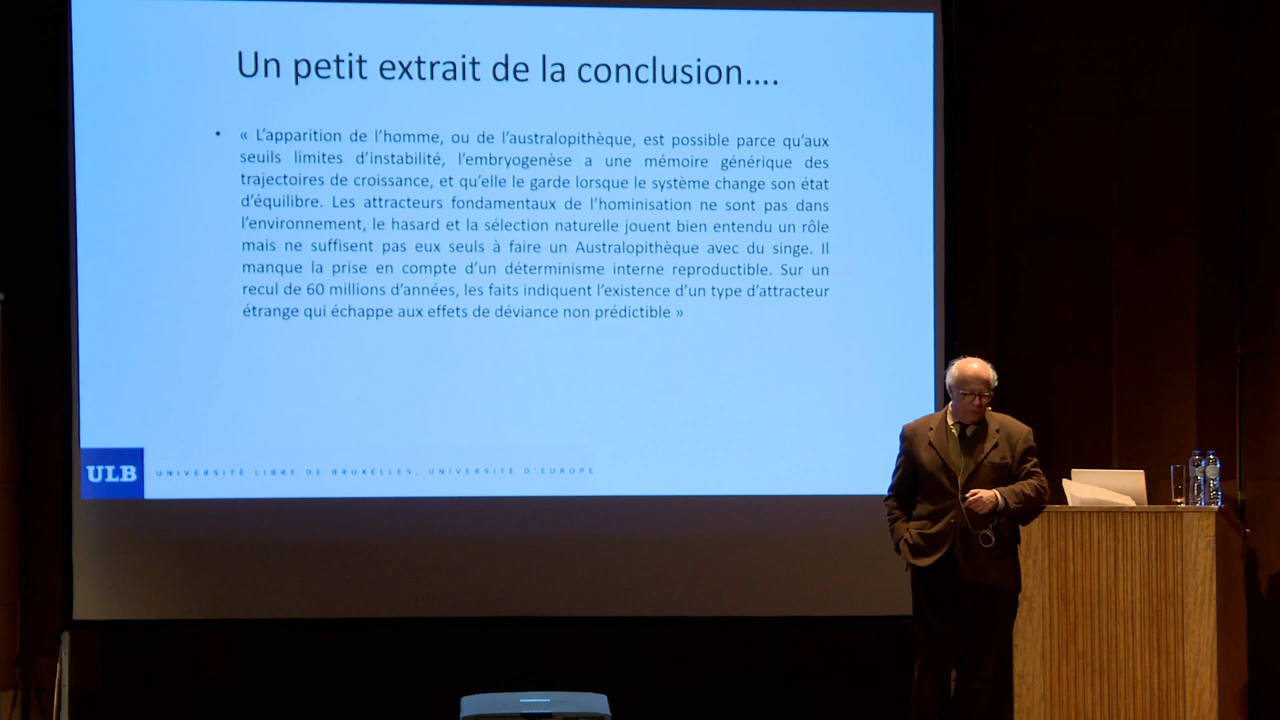 Un petit extrait de la conclusion....
• « L'apparition de l'homme, ou de l'australopithèque, est possible parce qu'aux
seuils limites d'instabilité, l'embryogenèse a une mémoire générique des
trajectoires de croissance, et qu'elle le garde lorsque le système change son état
d'équilibre. Les attracteurs fondamentaux de l'hominisation ne sont pas dans
l'environnement, le hasard et la sélection naturelle jouent bien entendu un rôle
mais ne suffisent pas eux seuls à faire un Australopithèque avec du singe. Il
manque la prise en compte d'un déterminisme interne reproductible. Sur un
recul de 60 millions d'années, les faits indiquent l'existence d'un type d'attracteur
étrange qui échappe aux effets de déviance non prédictible »
ULB UNIVERSITÉ LIBRE DE BRUXELLES, UNIVERSITÉ D'EUROPE